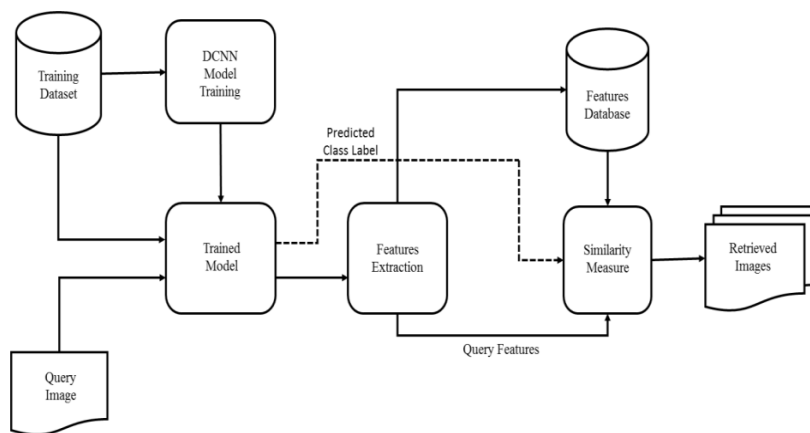 Training
Dataset
DCNN
Model
Training
Features
Database
Predicted
Class Label
Trained
Model
Features
Extraction
Similarity
Measure
Retrieved
Images
Query Features
Query
Image